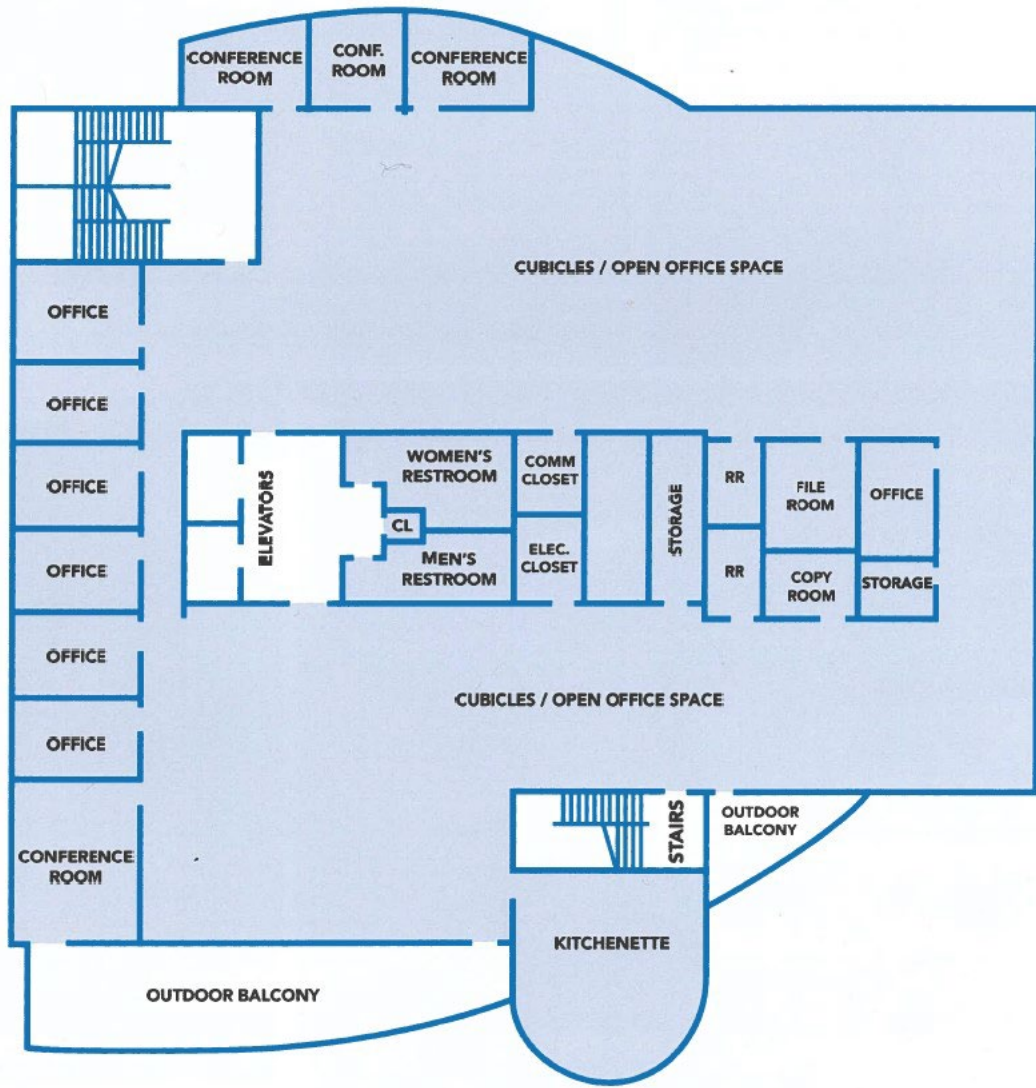 CONFERENCE
ROOM
CONF.
ROOM
CONFERENCE
ROOM
CUBICLES / OPEN OFFICE SPACE
OFFICE
OFFICE
OFFICE
OFFICE
OFFICE
OFFICE
CONFERENCE
ROOM
ELEVATORS
WOMEN'S
RESTROOM
CL
MEN'S
RESTROOM
COMM
CLOSET
ELEC.
CLOSET
STORAGE
RR
RR
FILE
ROOM
COPY
ROOM
OFFICE
STORAGE
CUBICLES / OPEN OFFICE SPACE
STAIRS
OUTDOOR
BALCONY
KITCHENETTE
OUTDOOR BALCONY